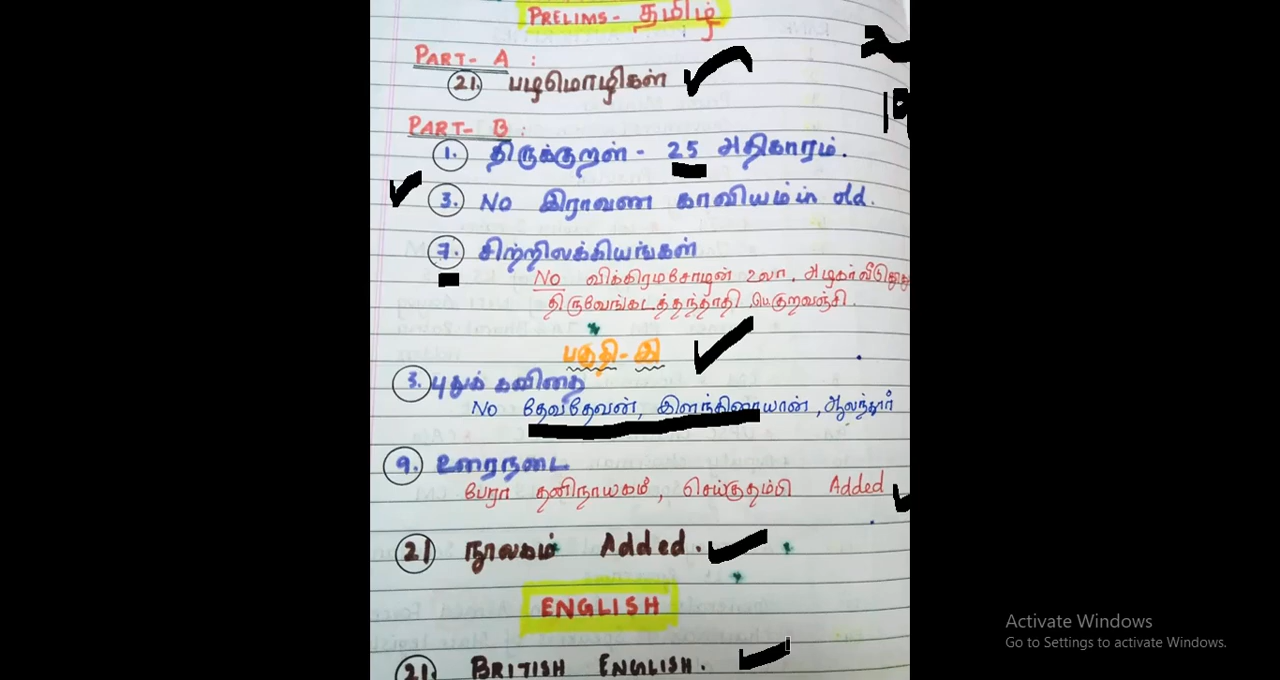 PRELIMS- தமிழ்
PART- A :
21. பழமொழிகள்
PART- B :
1. திருக்குறள் - 25 அதிகாரம்.
3. No இராவண காவியம் in old.
7. சிற்றிலக்கியங்கள்
No விக்கிரமசோழன் உலா, அழகர்
திருவேங்கடத்தந்தாதி, பெ.குறவஞ்சி.
பகுதி - இ
3. புதுக் கவிதை
No தேவதேவன், , ஆலந்தூர்
9. உரைநடை
பேரா தனிநாயகம், செய்குதம்பி Added
21 நூலகம் Added.
ENGLISH
21. BRITISH ENGLISH.
Activate Windows
Go to Settings to activate Windows.